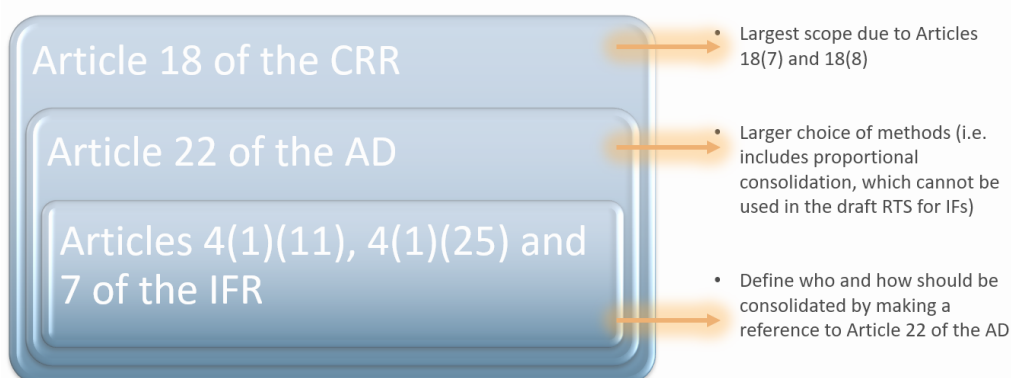 Article 18 of the CRR
• Largest scope due to Articles
18(7) and 18(8)
Article 22 of the AD
• Larger choice of methods (i.e.
includes proportional
consolidation, which cannot be
used in the draft RTS for IFs)
Articles 4(1)(11), 4(1)(25) and
7 of the IFR
• Define who and how should be
consolidated by making a
reference to Article 22 of the AD